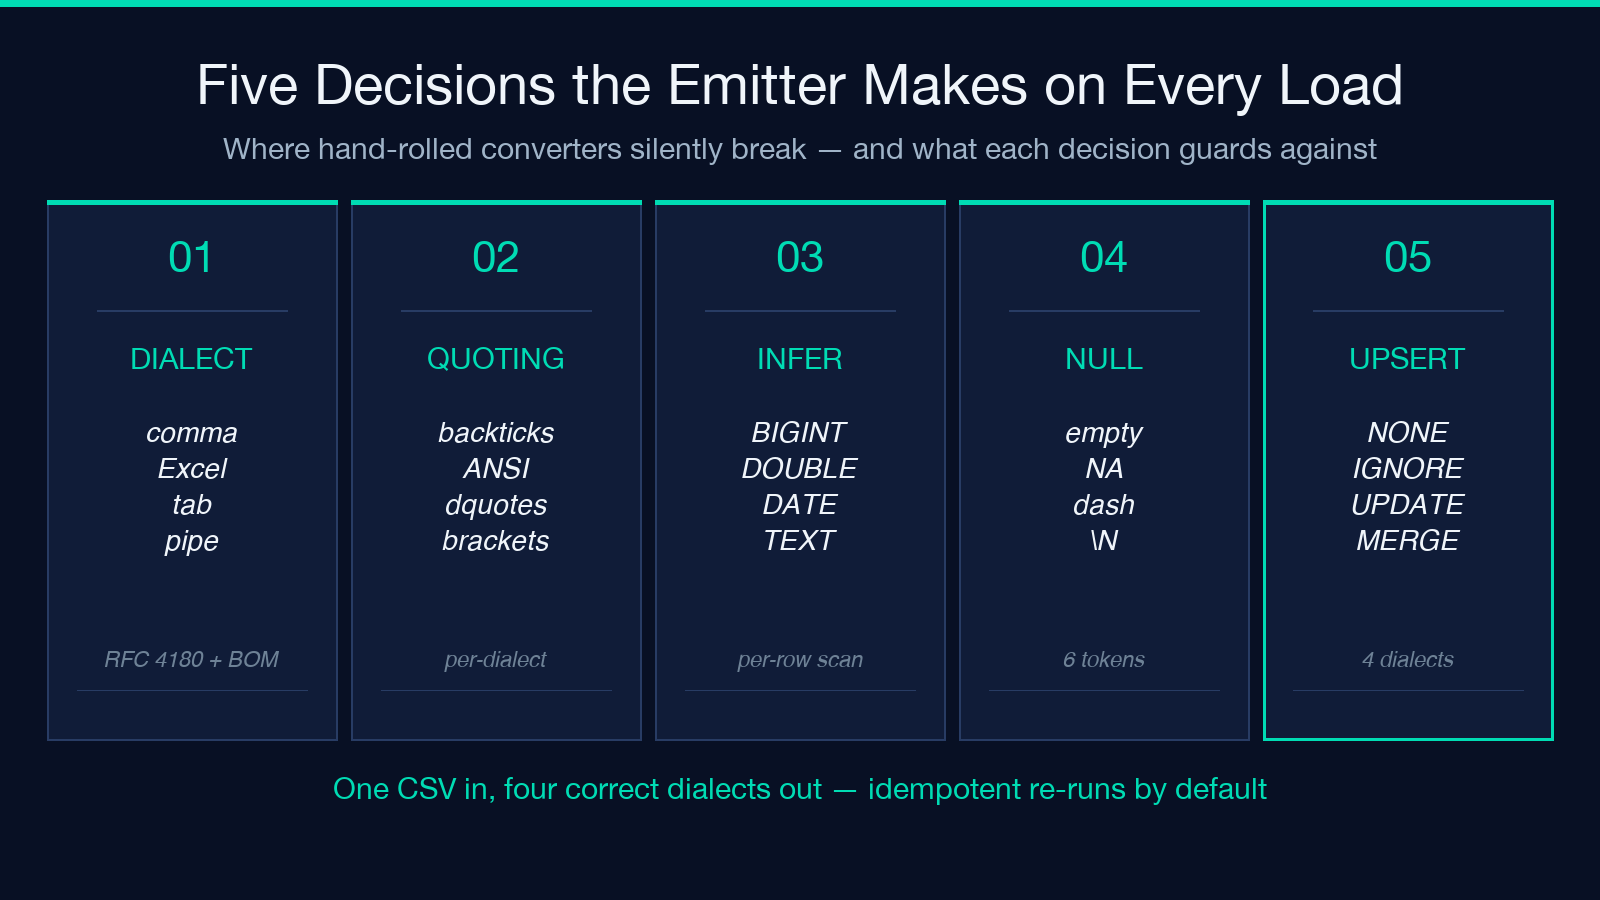 Five Decisions the Emitter Makes on Every Load
Where hand-rolled converters silently break — and what each decision guards against
01
DIALECT
comma
Excel
tab
pipe
RFC 4180 + BOM
02
QUOTING
backticks
ANSI
dquotes
brackets
per-dialect
03
INFER
BIGINT
DOUBLE
DATE
TEXT
per-row scan
04
NULL
empty
NA
dash
\N
6 tokens
05
UPSERT
NONE
IGNORE
UPDATE
MERGE
4 dialects
One CSV in, four correct dialects out — idempotent re-runs by default